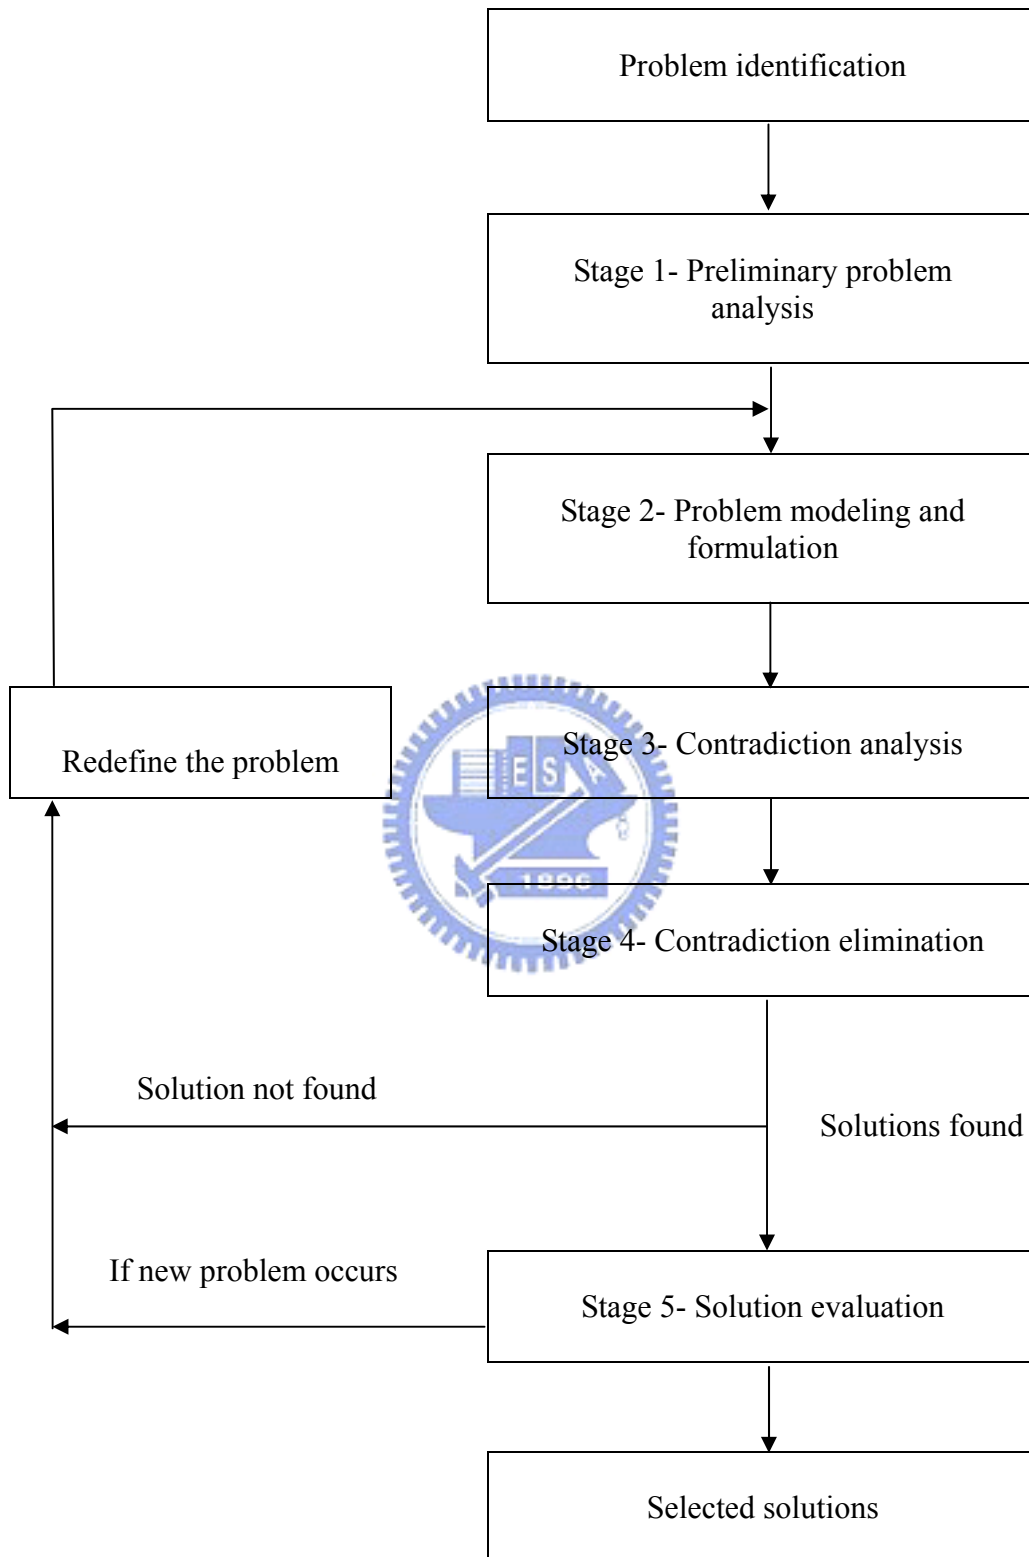 Problem identification
Stage 1- Preliminary problem
analysis
Stage 2- Problem modeling and
formulation
Redefine the problem
Stage 3- Contradiction analysis
E S A
1896
Stage 4- Contradiction elimination
Solution not found
Solutions found
If new problem occurs
Stage 5- Solution evaluation
Selected solutions